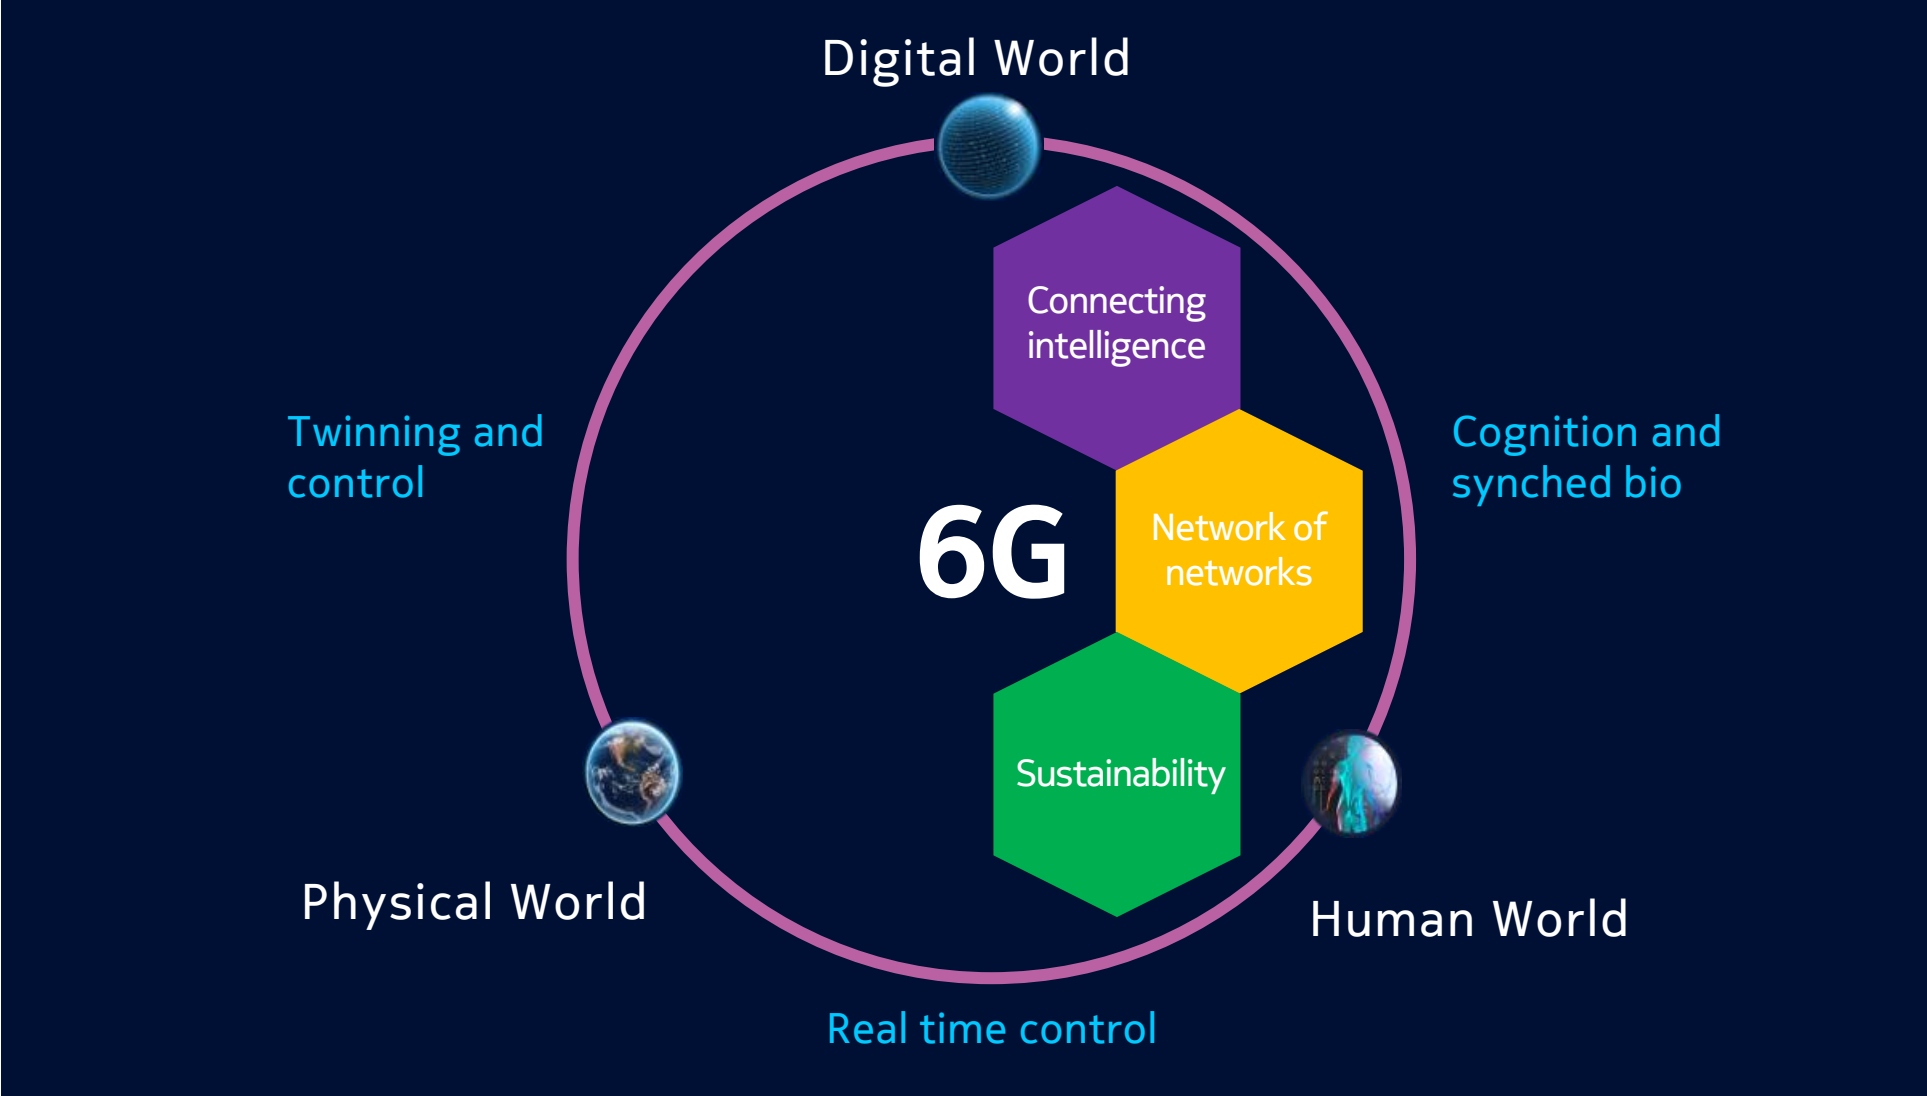 Digital World
Connecting
intelligence
Twinning and
control
Cognition and
synched bio
6G
Network of
networks
Sustainability
Physical World
Human World
Real time control